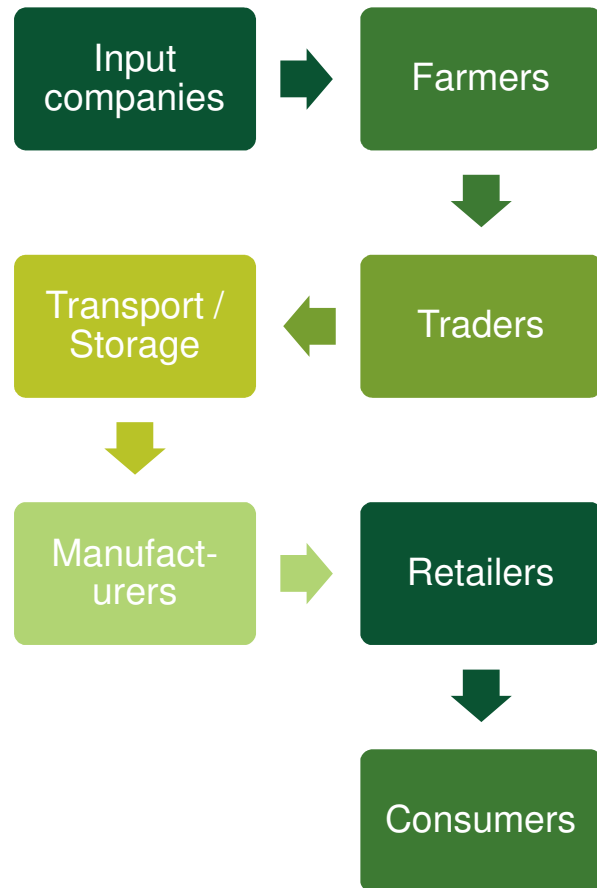 Input
companies
Farmers
Traders
Transport /
Storage
Manufact-
urers
Retailers
Consumers